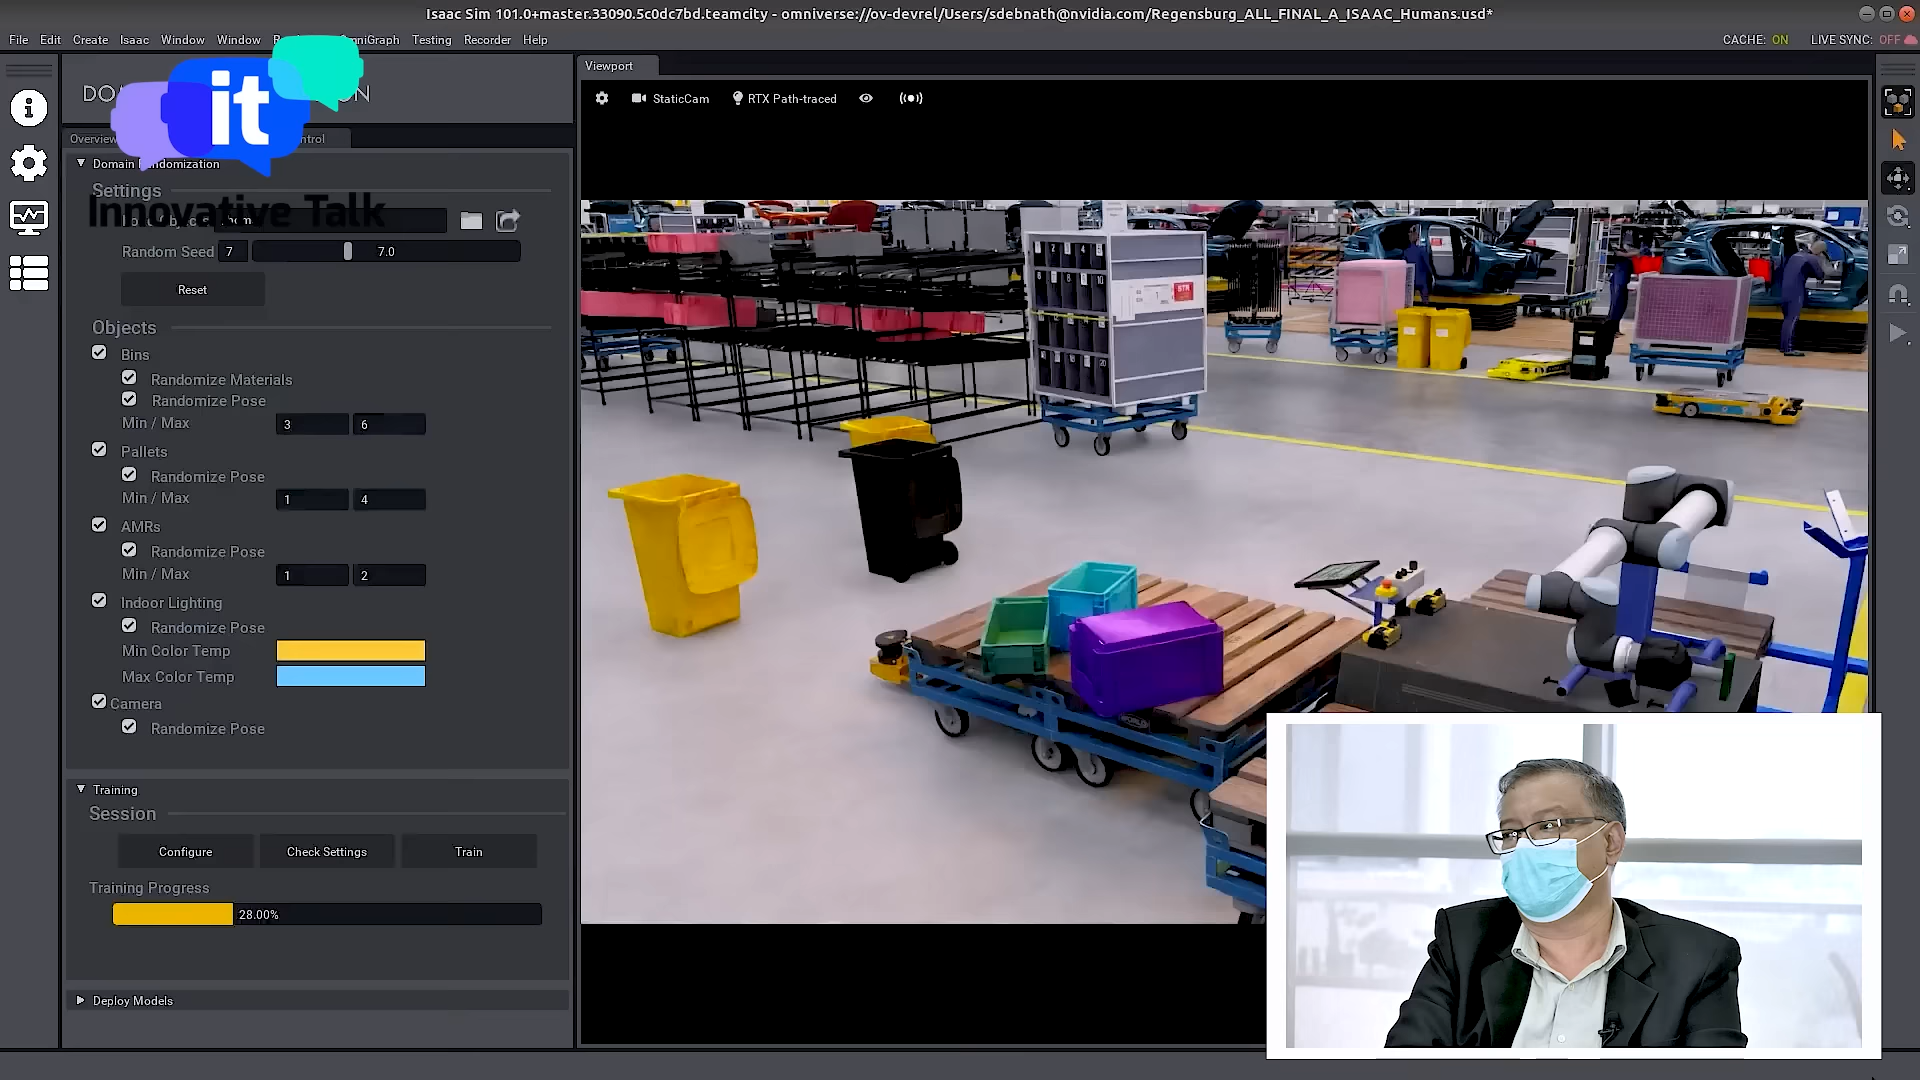 Isaac Sim 101.0+master.33090.5c0dc7bd.teamcity - omniverse://ov-devrel/Users/sdebnath@nvidia.com/Regensburg_ALL_FINAL_A_ISAAC_Humans.usd*
File Edit Create Isaac Window Window OmniGraph Testing Recorder Help
CACHE: ON LIVE SYNC: OFF
it
Innovative Talk
Overview
Domain Randomization
Settings
Random Seed 7 7.0
Reset
Objects
Bins
Randomize Materials
Randomize Pose
Min / Max 3 6
Pallets
Randomize Pose
Min / Max 1 4
AMRs
Randomize Pose
Min / Max 1 2
Indoor Lighting
Randomize Pose
Min Color Temp
Max Color Temp
Camera
Randomize Pose
Training
Session
Configure Check Settings Train
Training Progress
28.00%
Deploy Models
Viewport
StaticCam RTX Path-traced